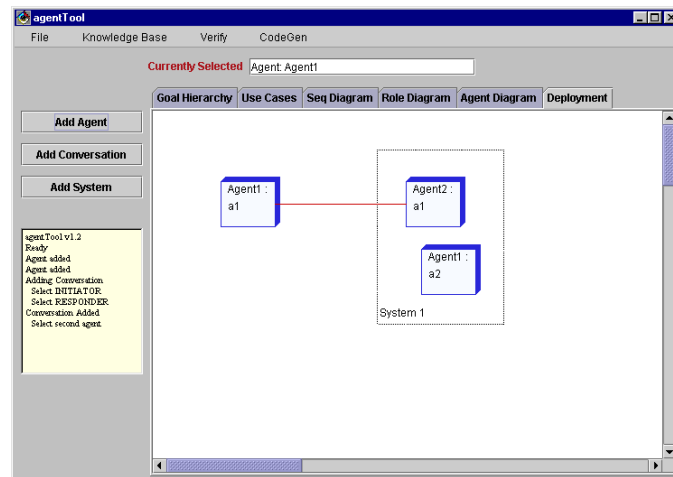 agentTool
File Knowledge Base Verify CodeGen
Currently Selected Agent: Agent1
Goal Hierarchy Use Cases Seq Diagram Role Diagram Agent Diagram Deployment
Add Agent
Add Conversation
Add System
agentTool v1.2
Ready
Agent added
Agent added
Adding Conversation
Select INITIATOR
Select RESPONDER
Conversation Added
Select second agent
Agent1 :
a1
Agent2 :
a1
Agent1 :
a2
System 1